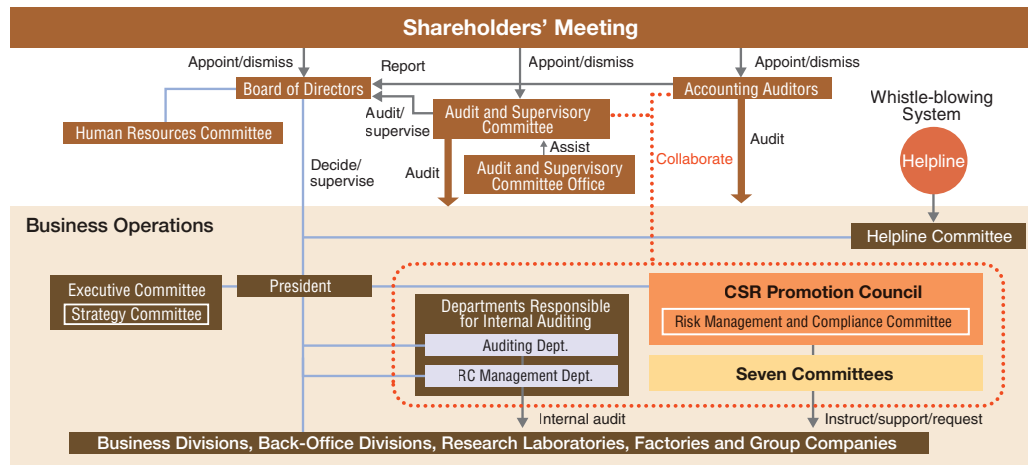 Shareholders' Meeting
Appoint/dismiss
Appoint/dismiss
Appoint/dismiss
Report
Board of Directors
Accounting Auditors
Whistle-blowing
System
Helpline
Human Resources Committee
Audit/
supervise
Audit and Supervisory
Committee
Assist
Audit and Supervisory
Committee Office
Decide/
supervise
Audit
Collaborate
Audit
Business Operations
Helpline Committee
Executive Committee
Strategy Committee
President
Departments Responsible
for Internal Auditing
Auditing Dept.
RC Management Dept.
CSR Promotion Council
Risk Management and Compliance Committee
Seven Committees
Internal audit
Instruct/support/request
Business Divisions, Back-Office Divisions, Research Laboratories, Factories and Group Companies